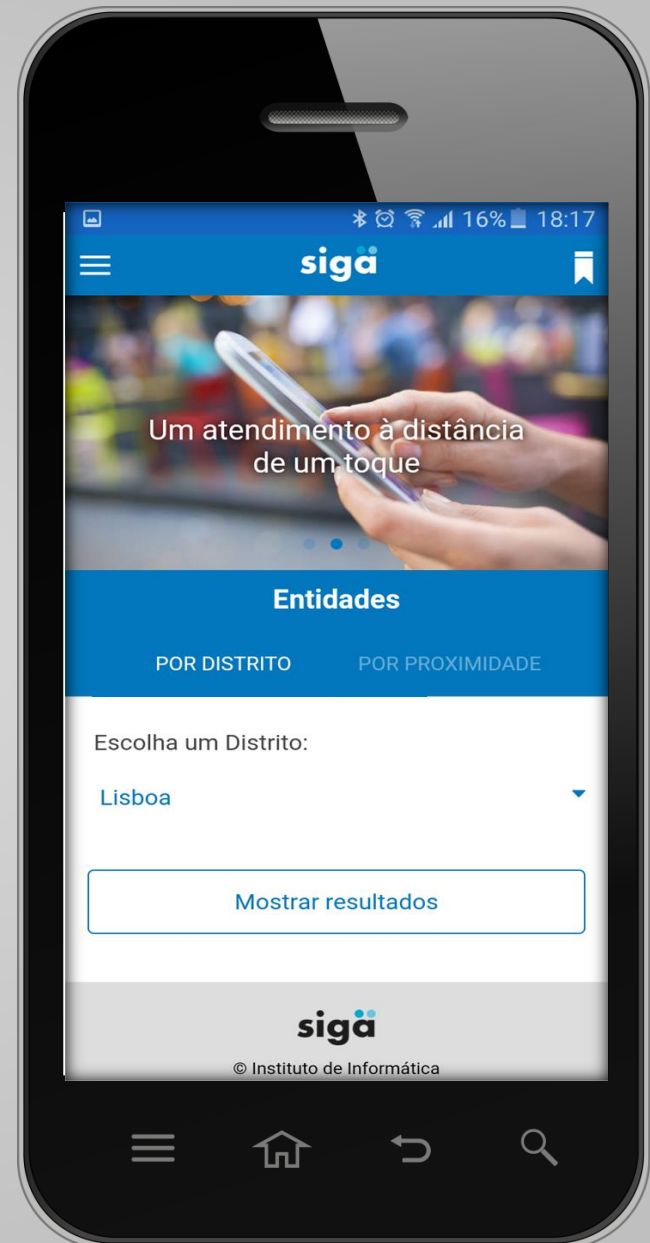 16% 18:17
sigä
Um atendimento à distância
de um toque
Entidades
POR DISTRITO POR PROXIMIDADE
Escolha um Distrito:
Lisboa
Mostrar resultados
sigä
© Instituto de Informática